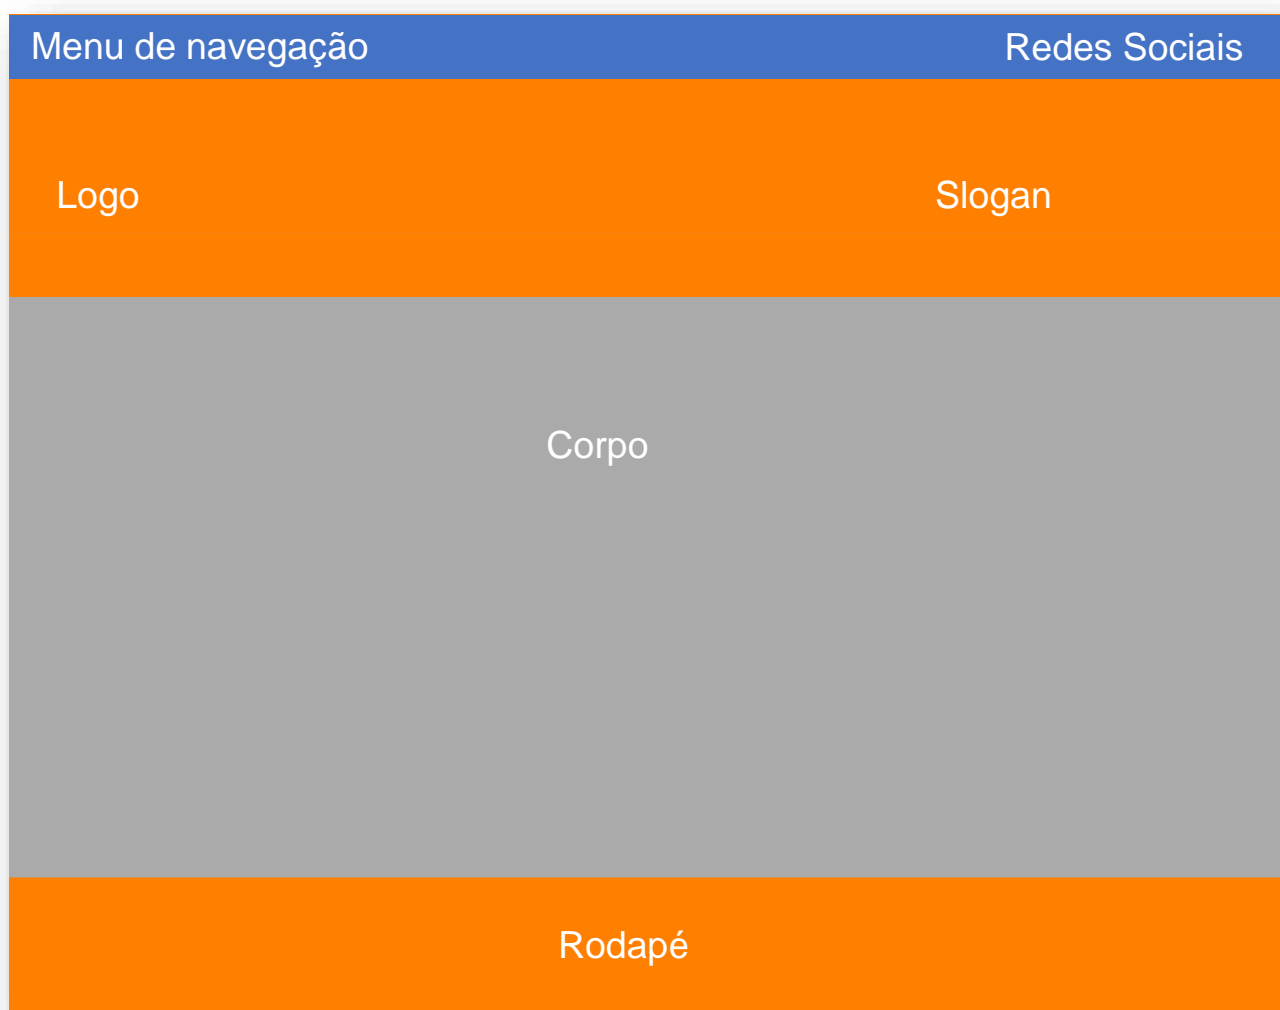 Menu de navegação
Redes Sociais
Logo
Slogan
Corpo
Rodapé